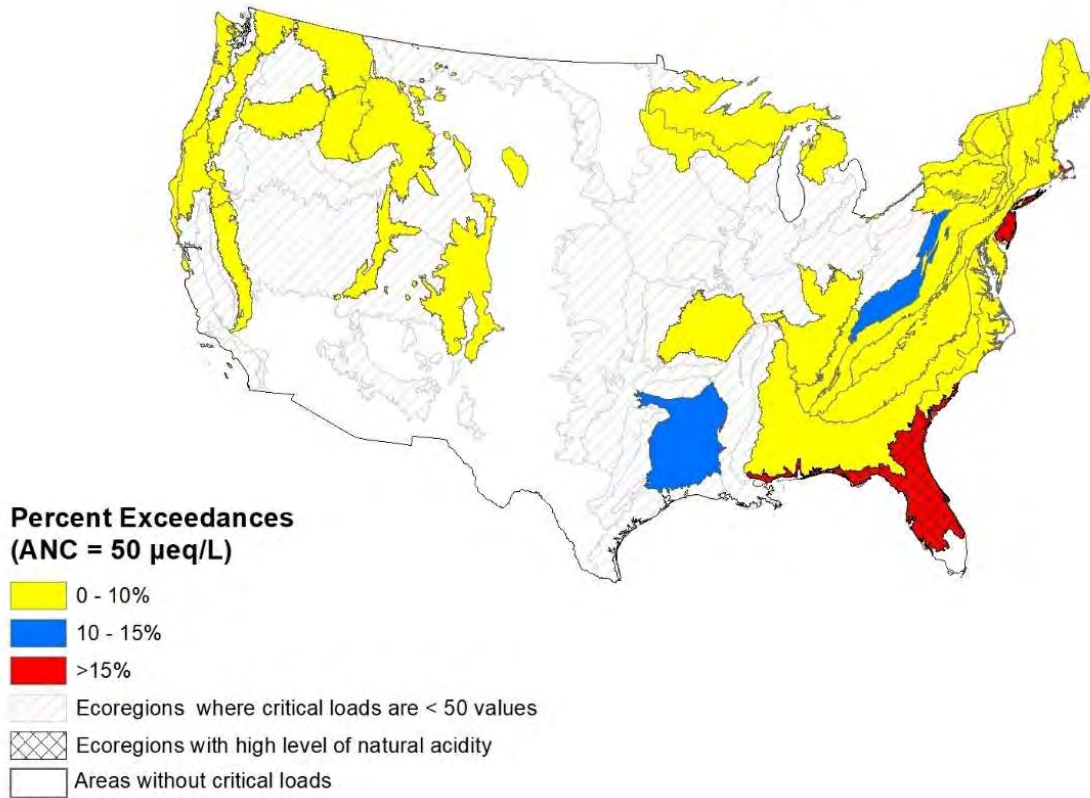 Percent Exceedances
(ANC = 50 µeq/L)
0 - 10%
10 - 15%
>15%
Ecoregions where critical loads are < 50 values
Ecoregions with high level of natural acidity
Areas without critical loads